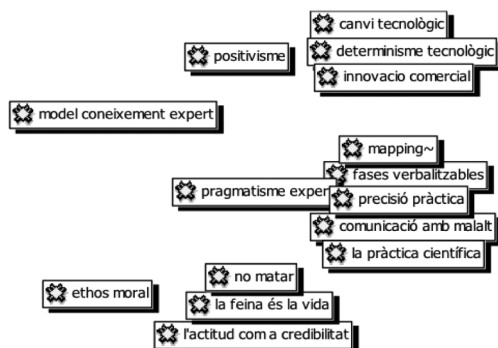 canvi tecnològic
positivisme
determinisme tecnològic
innovacio comercial
model coneixement expert
mapping~
fases verbalitzables
pragmatisme exper
precisió pràctica
comunicació amb malalt
la pràctica científica
no matar
ethos moral
la feina és la vida
l'actitud com a credibilitat